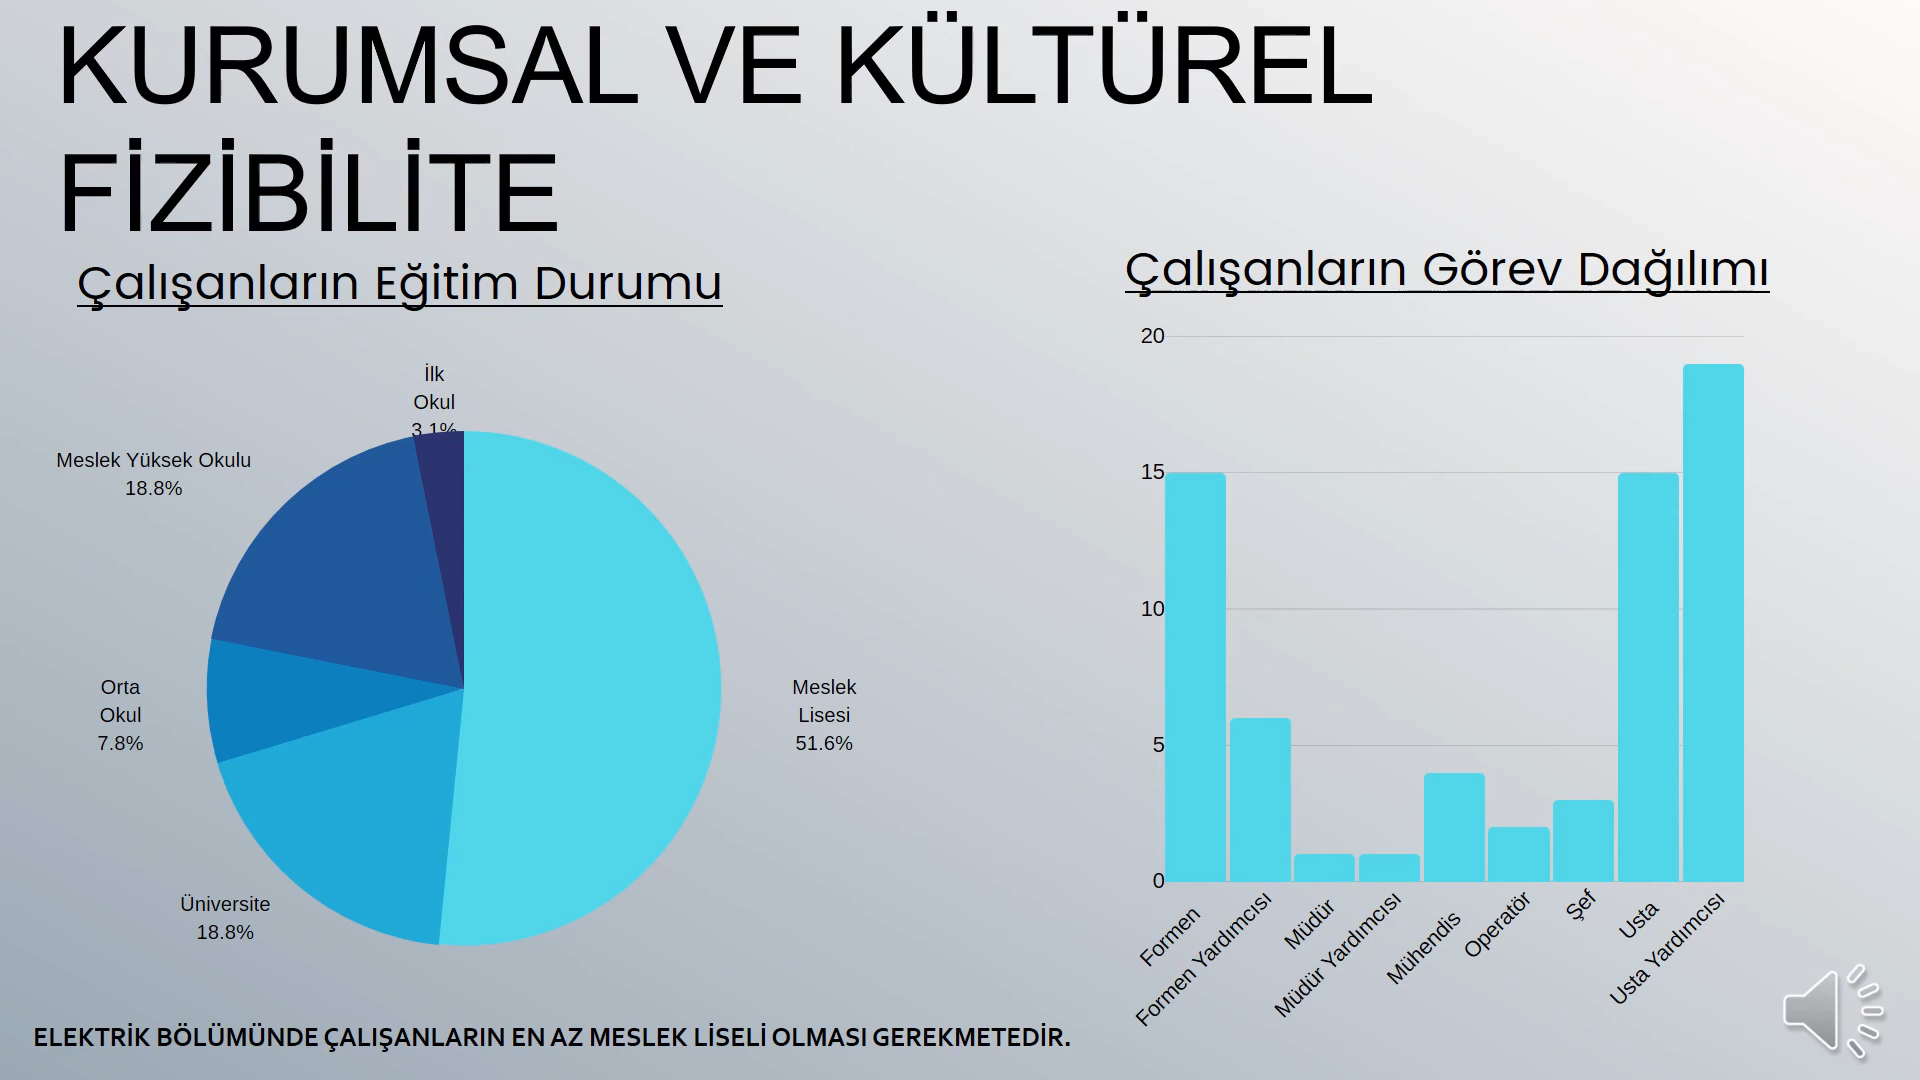 KURUMSAL VE KÜLTÜREL
FİZİBİLİTE
Çalışanların Eğitim Durumu
İlk
Okul
3.1%
Meslek Yüksek Okulu
18.8%
Orta
Okul
7.8%
Meslek
Lisesi
51.6%
Üniversite
18.8%
Çalışanların Görev Dağılımı
20
15
10
5
0
Formen
Formen Yardımcısı
Müdür
Müdür Yardımcısı
Mühendis
Operatör
Şef
Usta
Usta Yardımcısı
ELEKTRİK BÖLÜMÜNDE ÇALIŞANLARIN EN AZ MESLEK LİSELİ OLMASI GEREKMETEDİR.